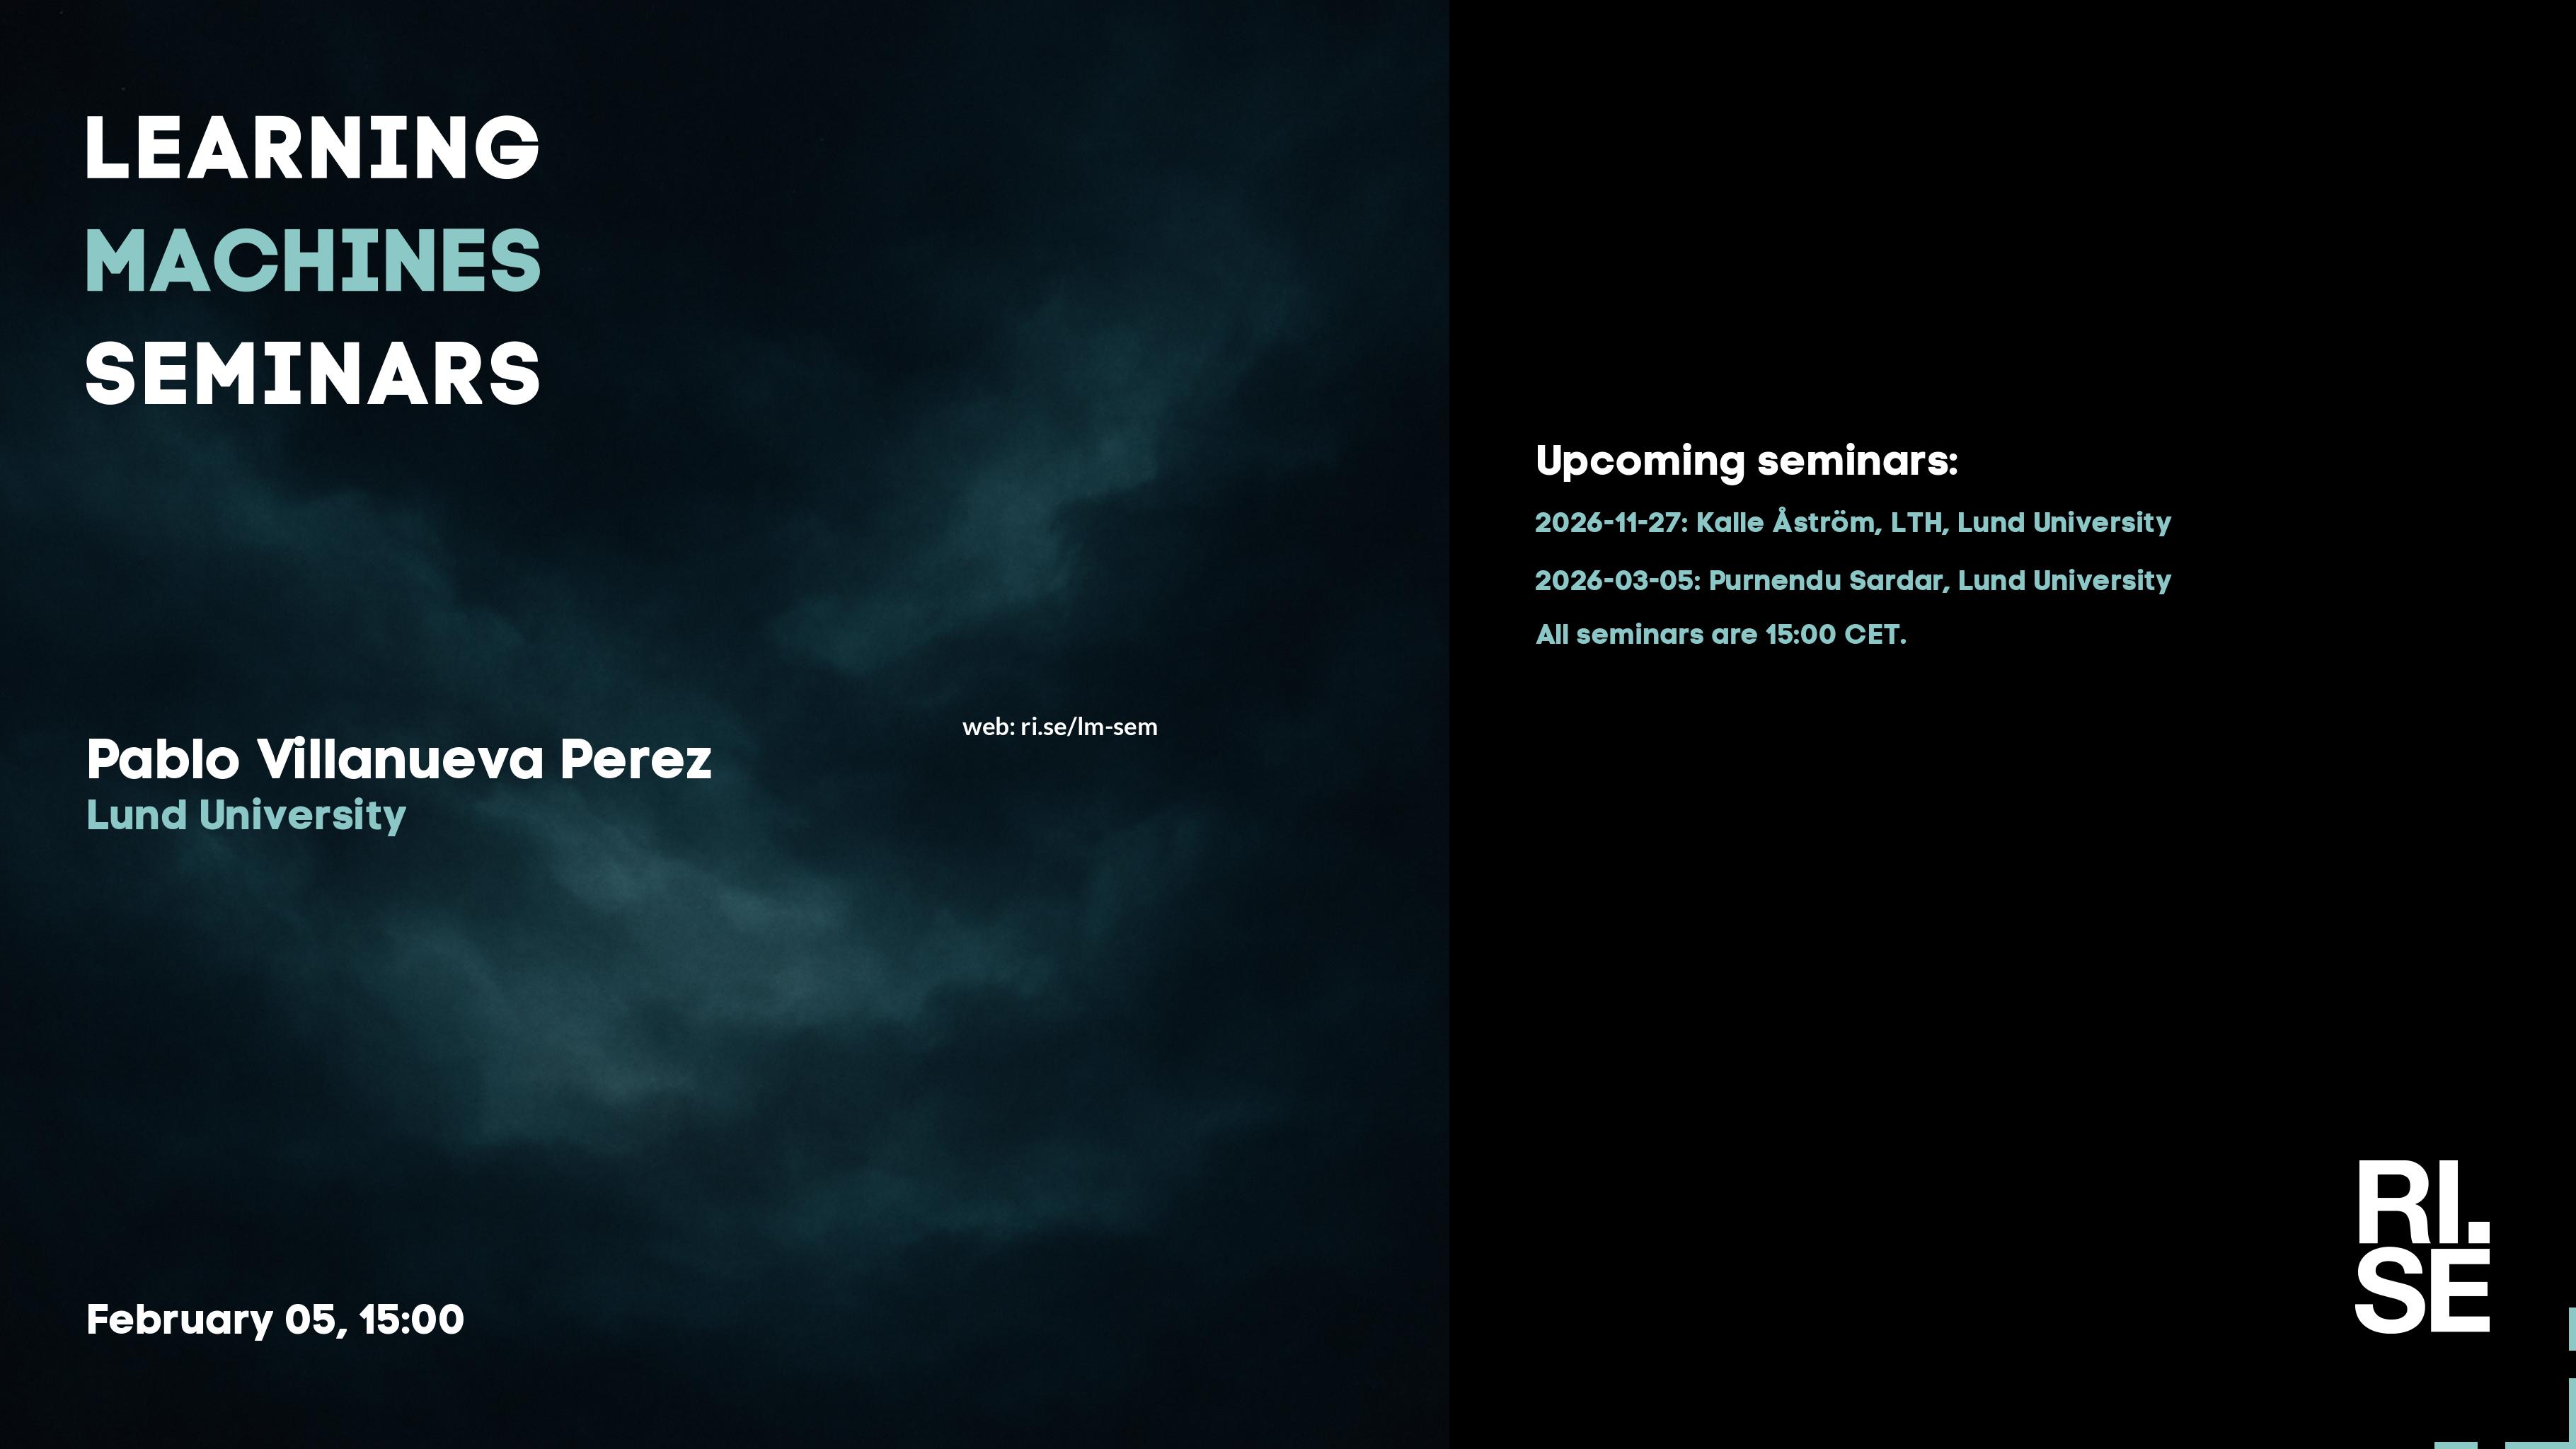 LEARNING
MACHINES
SEMINARS
Pablo Villanueva Perez
Lund University
web: ri.se/lm-sem
February 05, 15:00
Upcoming seminars:
2026-11-27: Kalle Åström, LTH, Lund University
2026-03-05: Purnendu Sardar, Lund University
All seminars are 15:00 CET.
RI.
SE